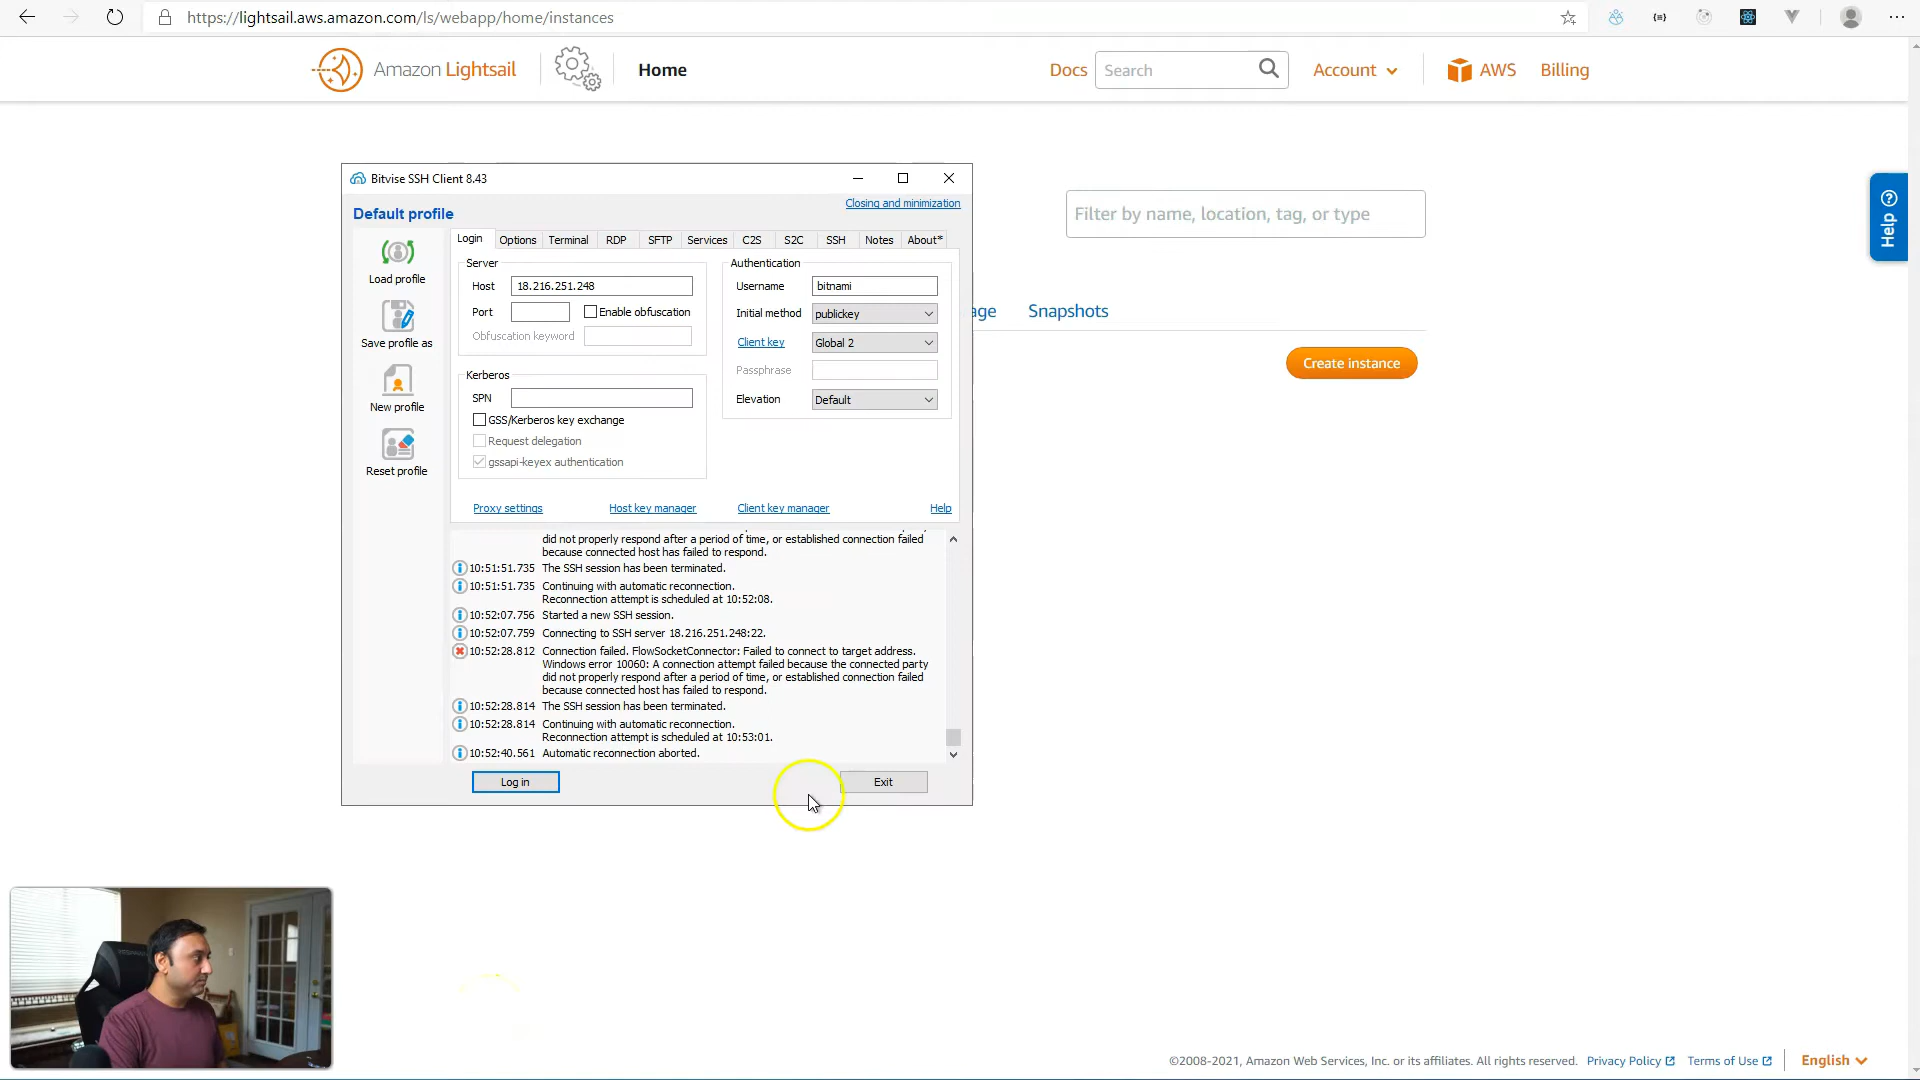 https://lightsail.aws.amazon.com/ls/webapp/home/instances
Amazon Lightsail
Home
Docs
Search
Account
AWS
Billing
Bitvise SSH Client 8.43
Default profile
Closing and minimization
Load profile
Save profile as
New profile
Reset profile
Login Options Terminal RDP SFTP Services C2S S2C SSH Notes About*
Server
Host 18.216.251.248
Port Enable obfuscation
Obfuscation keyword
Kerberos
SPN
GSS/Kerberos key exchange
Request delegation
gssapi-keyex authentication
Authentication
Username bitnami
Initial method publickey
Client key Global 2
Passphrase
Elevation Default
Proxy settings Host key manager Client key manager Help
did not properly respond after a period of time, or established connection failed
because connected host has failed to respond.
10:51:51.735 The SSH session has been terminated.
10:51:51.735 Continuing with automatic reconnection.
Reconnection attempt is scheduled at 10:52:08.
10:52:07.756 Started a new SSH session.
10:52:07.759 Connecting to SSH server 18.216.251.248:22.
10:52:28.812 Connection failed. FlowSocketConnector: Failed to connect to target address.
Windows error 10060: A connection attempt failed because the connected party
did not properly respond after a period of time, or established connection failed
because connected host has failed to respond.
10:52:28.814 The SSH session has been terminated.
10:52:28.814 Continuing with automatic reconnection.
Reconnection attempt is scheduled at 10:53:01.
10:52:40.561 Automatic reconnection aborted.
Log in
Exit
Filter by name, location, tag, or type
age
Snapshots
Create instance
Help
©2008-2021, Amazon Web Services, Inc. or its affiliates. All rights reserved. Privacy Policy Terms of Use English